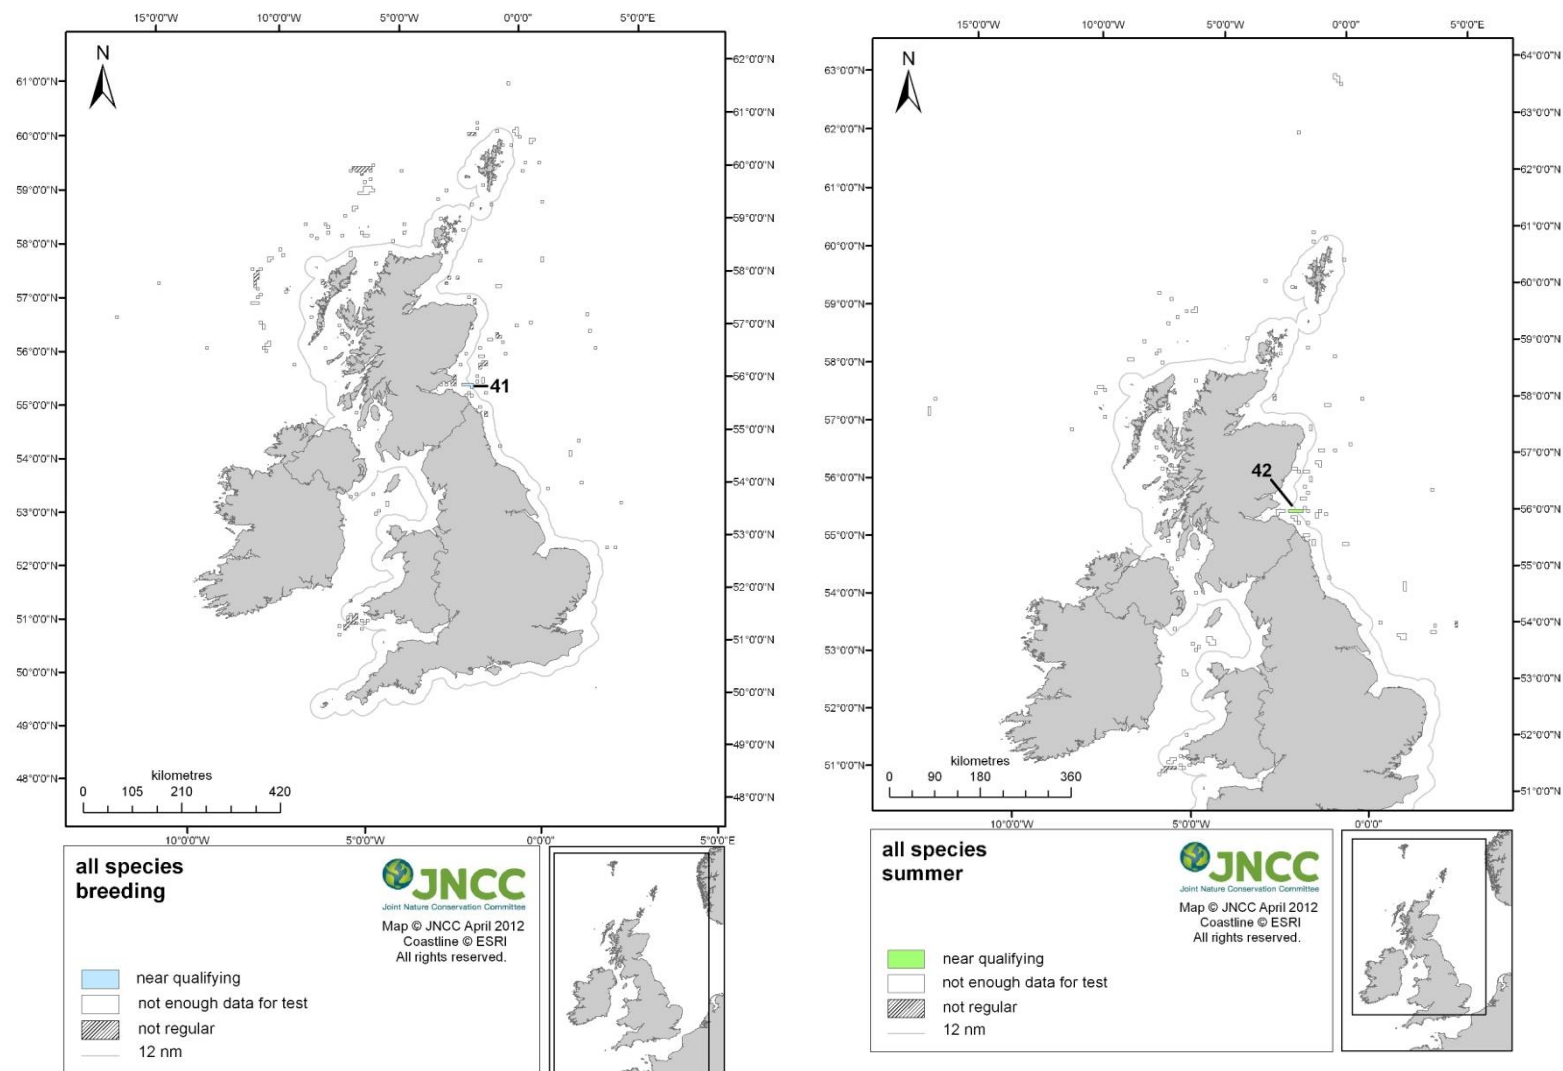 15°0'0"W 10°0'0"W 5°0'0"W 0°0'0" 5°0'0"E
N
61°0'0"N
60°0'0"N
59°0'0"N
58°0'0"N
57°0'0"N
56°0'0"N
55°0'0"N
54°0'0"N
53°0'0"N
52°0'0"N
51°0'0"N
50°0'0"N
49°0'0"N
48°0'0"N
62°0'0"N
61°0'0"N
60°0'0"N
59°0'0"N
58°0'0"N
57°0'0"N
56°0'0"N
55°0'0"N
54°0'0"N
53°0'0"N
52°0'0"N
51°0'0"N
50°0'0"N
49°0'0"N
48°0'0"N
41
kilometres
0 105 210 420
10°0'0"W 5°0'0"W 0°0'0" 5°0'0"E
all species
breeding
JNCC
Joint Nature Conservation Committee
Map © JNCC April 2012
Coastline © ESRI
All rights reserved.
near qualifying
not enough data for test
not regular
12 nm
15°0'0"W 10°0'0"W 5°0'0"W 0°0'0" 5°0'0"E
N
63°0'0"N
62°0'0"N
61°0'0"N
60°0'0"N
59°0'0"N
58°0'0"N
57°0'0"N
56°0'0"N
55°0'0"N
54°0'0"N
53°0'0"N
52°0'0"N
51°0'0"N
64°0'0"N
63°0'0"N
62°0'0"N
61°0'0"N
60°0'0"N
59°0'0"N
58°0'0"N
57°0'0"N
56°0'0"N
55°0'0"N
54°0'0"N
53°0'0"N
52°0'0"N
51°0'0"N
42
kilometres
0 90 180 360
10°0'0"W 5°0'0"W 0°0'0"
all species
summer
JNCC
Joint Nature Conservation Committee
Map © JNCC April 2012
Coastline © ESRI
All rights reserved.
near qualifying
not enough data for test
not regular
12 nm